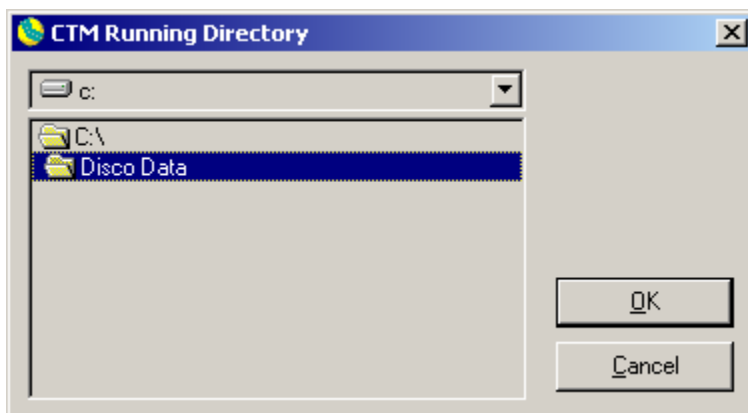 CTM Running Directory
c:
C:\
Disco Data
OK
Cancel